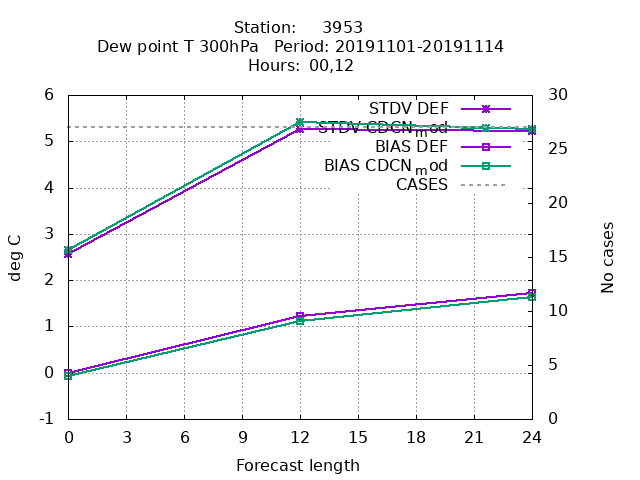 Station: 3953
Dew point T 300hPa Period: 20191101-20191114
Hours: 00,12
6
5
4
3
2
1
0
-1
deg C
STDV DEF
STDV CDCNmod
BIAS DEF
BIAS CDCNmod
CASES
30
25
20
15
10
5
0
No cases
0 3 6 9 12 15 18 21 24
Forecast length